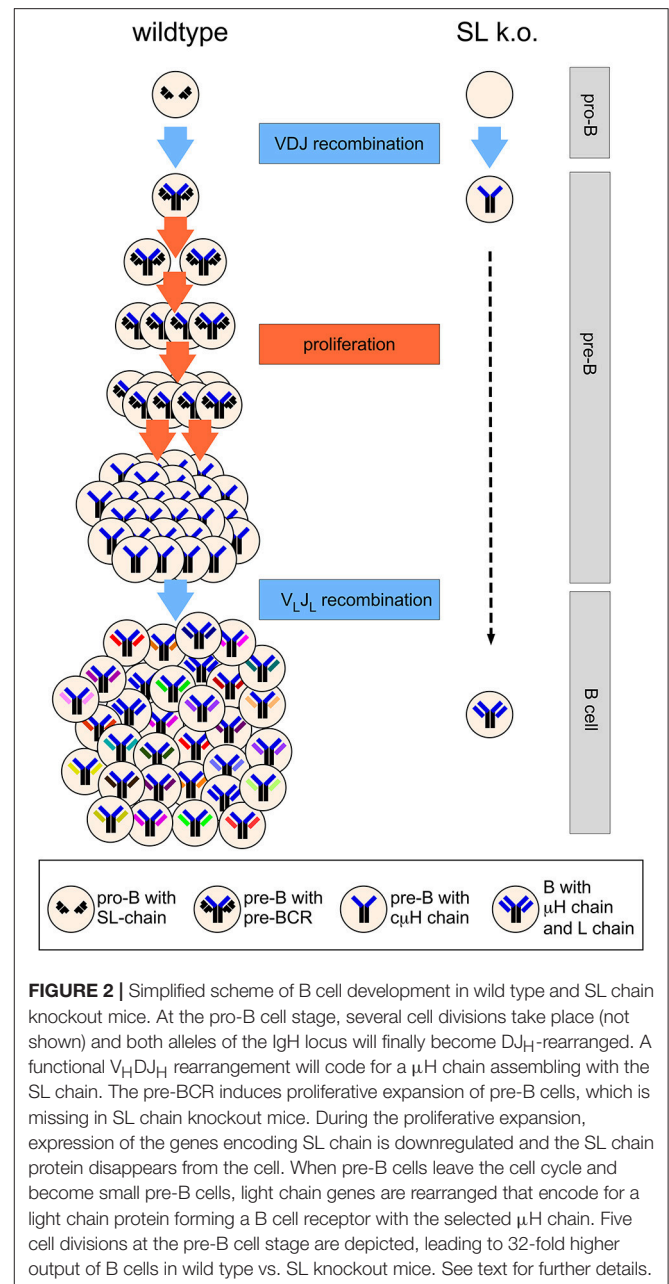 wildtype
SL k.o.
pro-B
VDJ recombination
pre-B
proliferation
V_LJ_L recombination
B cell
pro-B with
SL-chain
pre-B with
pre-BCR
pre-B with
cμH chain
B with
μH chain
and L chain
FIGURE 2 | Simplified scheme of B cell development in wild type and SL chain
knockout mice. At the pro-B cell stage, several cell divisions take place (not
shown) and both alleles of the IgH locus will finally become DJ_H-rearranged. A
functional V_HDJ_H rearrangement will code for a μH chain assembling with the
SL chain. The pre-BCR induces proliferative expansion of pre-B cells, which is
missing in SL chain knockout mice. During the proliferative expansion,
expression of the genes encoding SL chain is downregulated and the SL chain
protein disappears from the cell. When pre-B cells leave the cell cycle and
become small pre-B cells, light chain genes are rearranged that encode for a
light chain protein forming a B cell receptor with the selected μH chain. Five
cell divisions at the pre-B cell stage are depicted, leading to 32-fold higher
output of B cells in wild type vs. SL knockout mice. See text for further details.